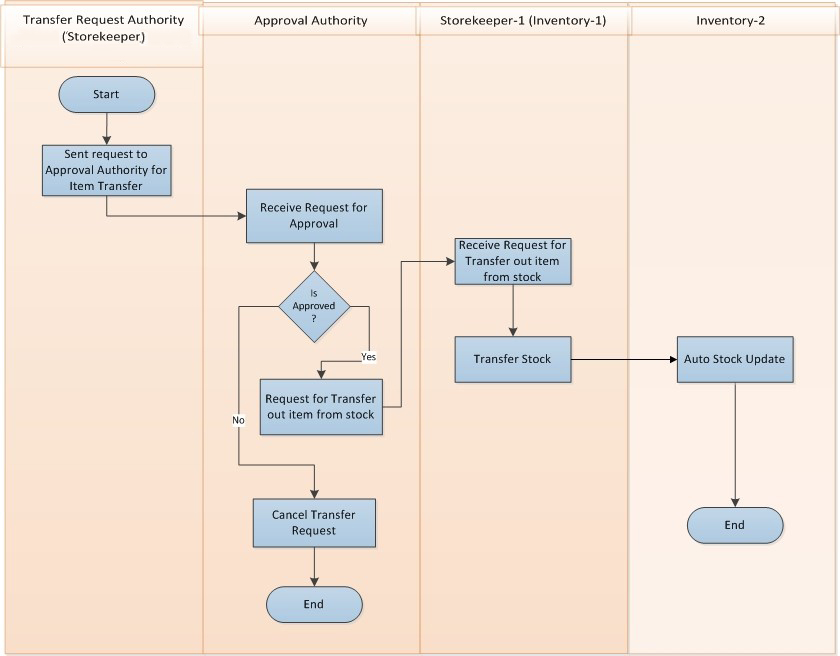 Transfer Request Authority
(Storekeeper)
Approval Authority
Storekeeper-1 (Inventory-1)
Inventory-2
Start
Sent request to
Approval Authority for
Item Transfer
Receive Request for
Approval
Is
Approved
?
Yes
No
Request for Transfer
out item from stock
Cancel Transfer
Request
End
Receive Request for
Transfer out item
from stock
Transfer Stock
Auto Stock Update
End